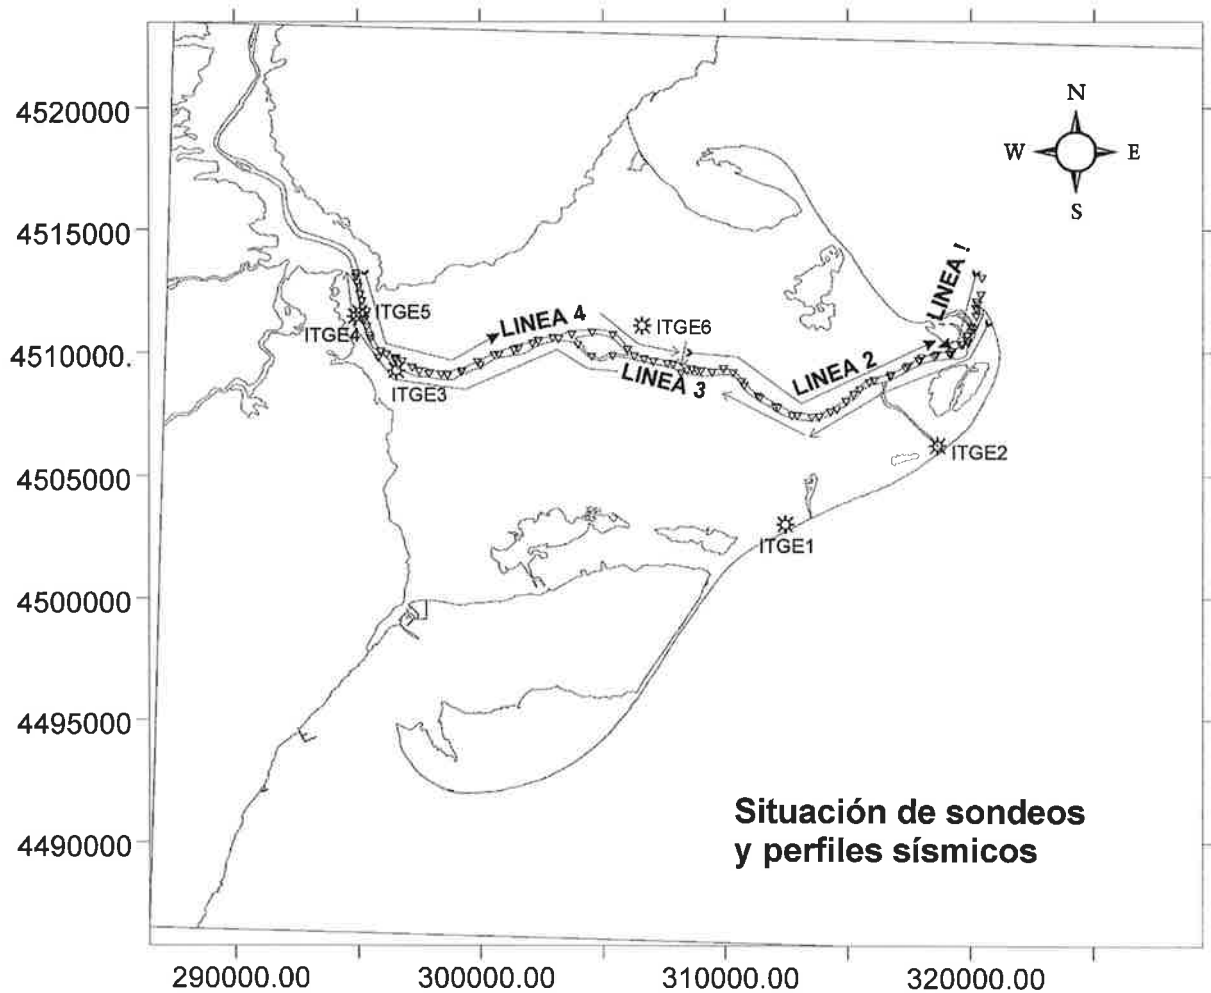 4520000
N
W
E
S
4515000
LINEA !
ITGE5
ITGE4
LINEA 4
ITGE6
4510000.
LINEA 2
LINEA 3
ITGE3
ITGE2
4505000
ITGE1
4500000
4495000
Situación de sondeos
y perfiles sísmicos
4490000
290000.00
300000.00
310000.00
320000.00